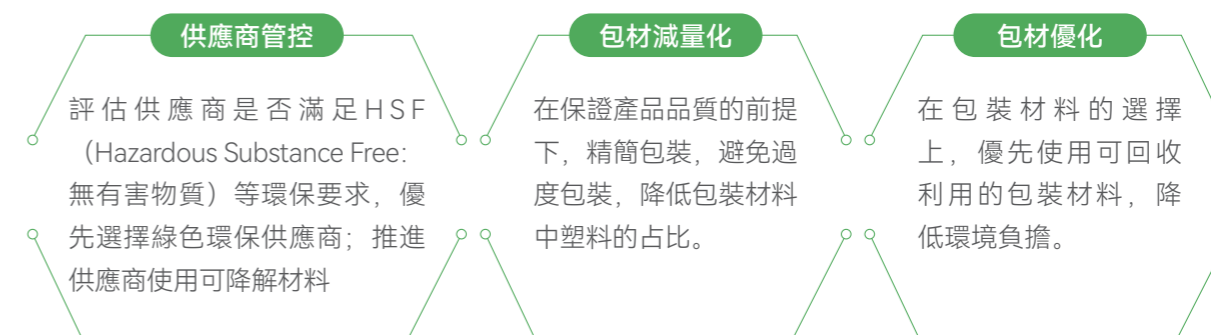 供應商管控
評估供應商是否滿足HSF
（Hazardous Substance Free：
無有害物質）等環保要求，優
先選擇綠色環保供應商；推進
供應商使用可降解材料
包材減量化
在保證產品品質的前提
下，精簡包裝，避免過
度包裝，降低包裝材料
中塑料的占比。
包材優化
在包裝材料的選擇
上，優先使用可回收
利用的包裝材料，降
低環境負擔。